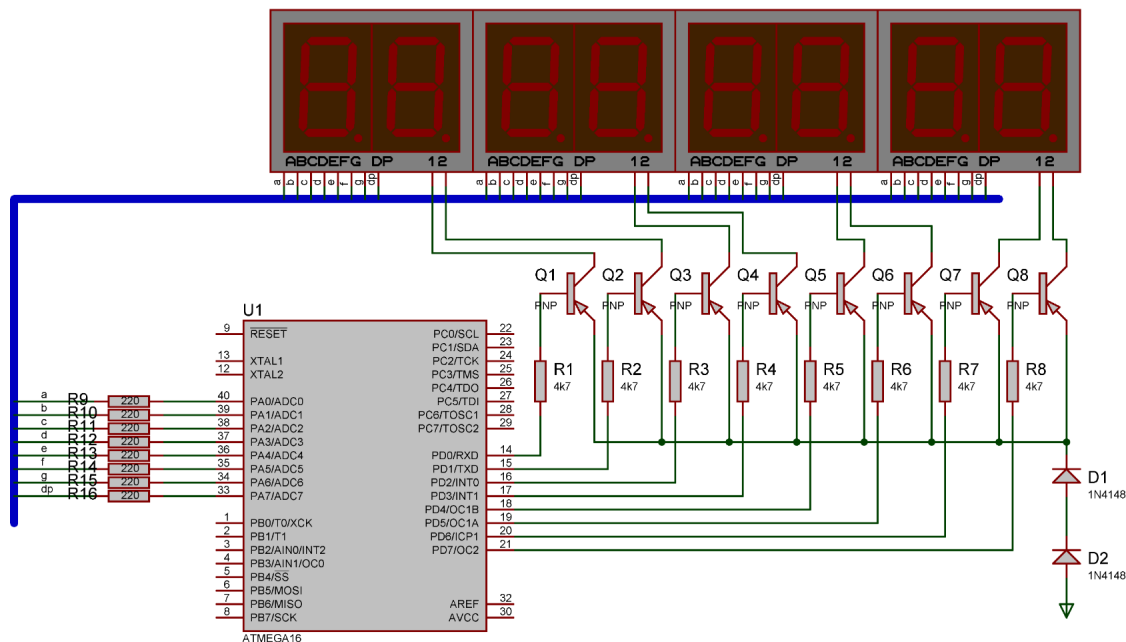 ABCDEFG DP 12 ABCDEFG DP 12 ABCDEFG DP 12 ABCDEFG DP 12
a b c d e f g dp a b c d e f g dp a b c d e f g dp a b c d e f g dp
Q1 Q2 Q3 Q4 Q5 Q6 Q7 Q8
PNP PNP PNP PNP PNP PNP PNP PNP
R1 R2 R3 R4 R5 R6 R7 R8
4k7 4k7 4k7 4k7 4k7 4k7 4k7 4k7
U1
9 RESET PC0/SCL 22
PC1/SDA 23
13 XTAL1 PC2/TCK 24
12 XTAL2 PC3/TMS 25
PC4/TDO 26
a R9 220 40 PA0/ADC0 PC5/TDI 27
b R10 220 39 PA1/ADC1 PC6/TOSC1 28
c R11 220 38 PA2/ADC2 PC7/TOSC2 29
d R12 220 37 PA3/ADC3
e R13 220 36 PA4/ADC4 PD0/RXD 14
f R14 220 35 PA5/ADC5 PD1/TXD 15
g R15 220 34 PA6/ADC6 PD2/INT0 16
dp R16 220 33 PA7/ADC7 PD3/INT1 17
PD4/OC1B 18
1 PB0/T0/XCK PD5/OC1A 19
2 PB1/T1 PD6/ICP1 20
3 PB2/AIN0/INT2 PD7/OC2 21
4 PB3/AIN1/OC0
5 PB4/SS
6 PB5/MOSI
7 PB6/MISO AREF 32
8 PB7/SCK AVCC 30
ATMEGA16
D1
1N4148
D2
1N4148